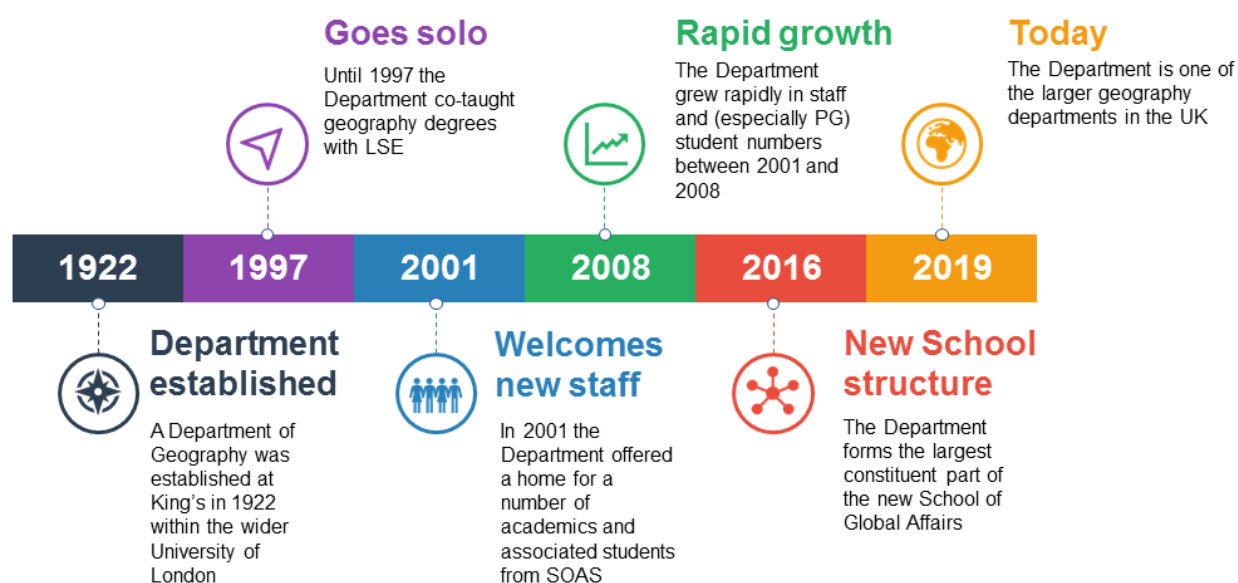 Goes solo
Until 1997 the
Department co-taught
geography degrees
with LSE
Rapid growth
The Department
grew rapidly in staff
and (especially PG)
student numbers
between 2001 and
2008
Today
The Department is one of
the larger geography
departments in the UK
1922
1997
2001
2008
2016
2019
Department
established
A Department of
Geography was
established at
King's in 1922
within the wider
University of
London
Welcomes
new staff
In 2001 the
Department offered
a home for a
number of
academics and
associated students
from SOAS
New School
structure
The Department
forms the largest
constituent part of
the new School of
Global Affairs